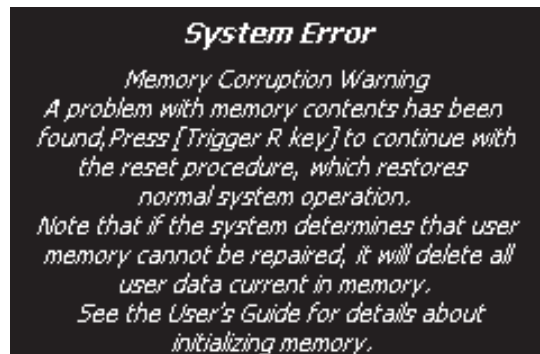 System Error
Memory Corruption Warning
A problem with memory contents has been
found,Press [Trigger R key] to continue with
the reset procedure, which restores
normal system operation.
Note that if the system determines that user
memory cannot be repaired, it will delete all
user data current in memory.
See the User's Guide for details about
initializing memory.